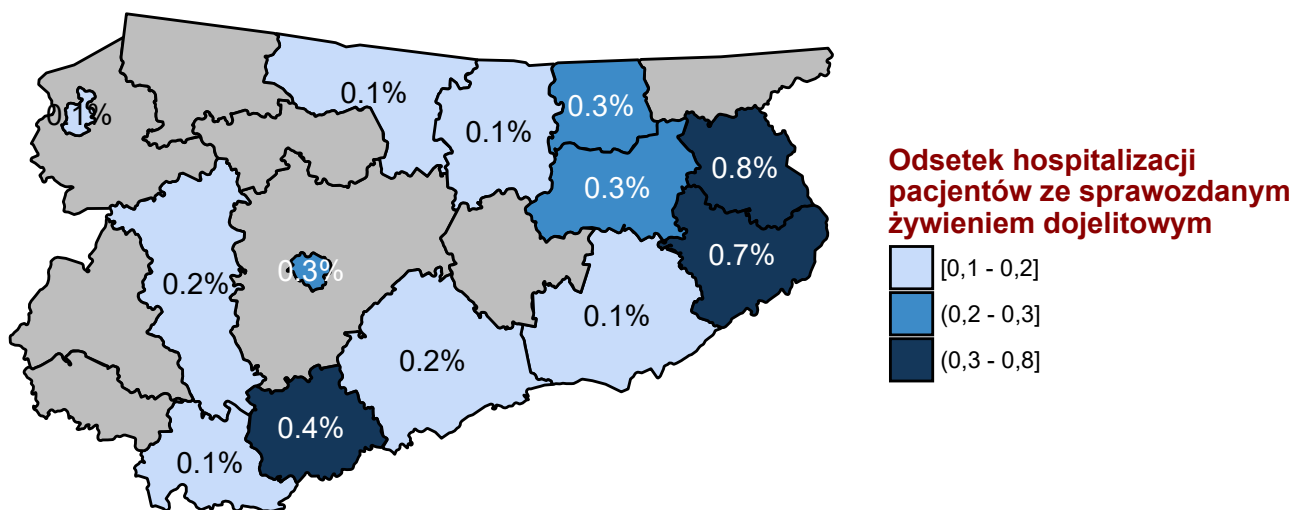 0.1%
0.1%
0.3%
0.1%
0.1%
0.8%
0.3%
0.7%
0.3%
0.2%
0.1%
0.2%
0.4%
0.1%
Odsetek hospitalizacji
pacjentów ze sprawozdanym
żywieniem dojelitowym
[0,1 - 0,2]
(0,2 - 0,3]
(0,3 - 0,8]